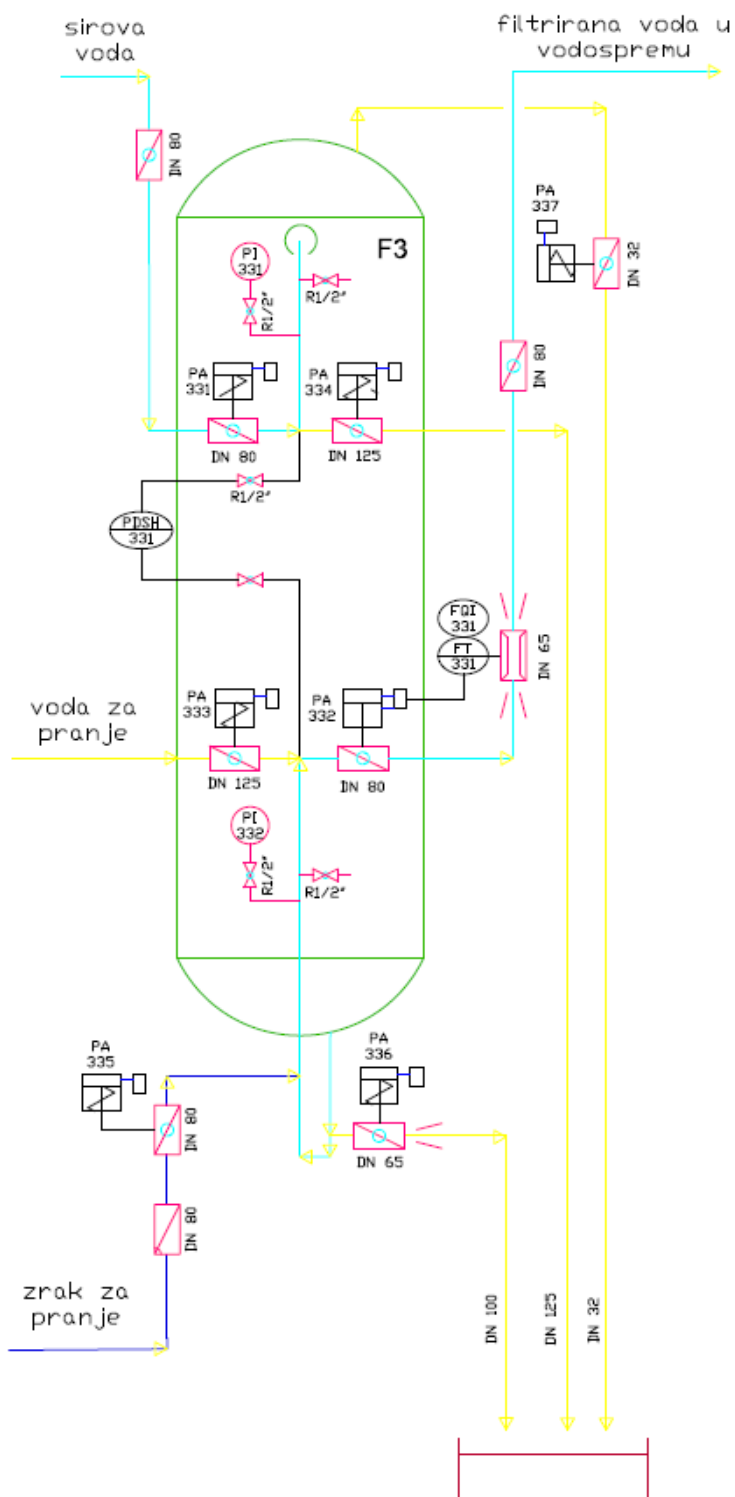 sirova
voda
filtrirana voda u
vodospremu
DN 80
PA
337
DN 32
F3
PI
331
R1/2"
R1/2"
DN 80
PA
331
PA
334
DN 80
DN 125
R1/2"
PDSH
331
FQI
331
FT
331
DN 65
voda za
pranje
PA
333
PA
332
DN 125
DN 80
PI
332
R1/2"
R1/2"
PA
335
PA
336
DN 80
DN 65
DN 80
zrak za
pranje
DN 100
DN 125
DN 32